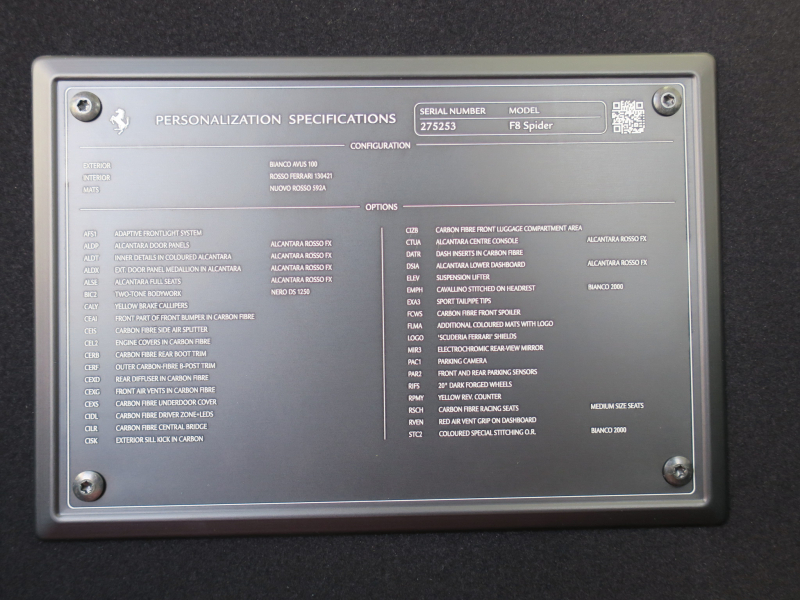 PERSONALIZATION SPECIFICATIONS
SERIAL NUMBER MODEL
275253 F8 Spider
CONFIGURATION
EXTERIOR BIANCO AVUS 100
INTERIOR ROSSO FERRARI 130421
MATS NUOVO ROSSO 592A
OPTIONS
AFS1 ADAPTIVE FRONTLIGHT SYSTEM
ALDP ALCANTARA DOOR PANELS ALCANTARA ROSSO FX
ALDT INNER DETAILS IN COLOURED ALCANTARA ALCANTARA ROSSO FX
ALEDX EXT. DOOR PANEL MEDALLION IN ALCANTARA ALCANTARA ROSSO FX
ALSE ALCANTARA FULL SEATS ALCANTARA ROSSO FX
BIC2 TWO-TONE BODYWORK NERO DS 1250
CALY YELLOW BRAKE CALLIPERS
CEA1 FRONT PART OF FRONT BUMPER IN CARBON FIBRE
CEIS CARBON FIBRE SIDE AIR SPLITTER
CEL2 ENGINE COVERS IN CARBON FIBRE
CERB CARBON FIBRE REAR BOOT TRIM
CERF OUTER CARBON-FIBRE B-POST TRIM
CEXD REAR DIFFUSER IN CARBON FIBRE
CEXG FRONT AIR VENTS IN CARBON FIBRE
CEXS CARBON FIBRE UNDERDOOR COVER
CIDL CARBON FIBRE DRIVER ZONE+LEDS
CILR CARBON FIBRE CENTRAL BRIDGE
CISK EXTERIOR SILL KICK IN CARBON
CIZB CARBON FIBRE FRONT LUGGAGE COMPARTMENT AREA
CTUA ALCANTARA CENTRE CONSOLE ALCANTARA ROSSO FX
DATR DASH INSERTS IN CARBON FIBRE
DSIA ALCANTARA LOWER DASHBOARD ALCANTARA ROSSO FX
ELEV SUSPENSION LIFTER
EMPH CAVALLINO STITCHED ON HEADREST BIANCO 2000
EXA3 SPORT TAILPIPE TIPS
FCWS CARBON FIBRE FRONT SPOILER
FLMA ADDITIONAL COLOURED MATS WITH LOGO
LOGO 'SCUDERIA FERRARI' SHIELDS
MIR3 ELECTROCHROMIC REAR-VIEW MIRROR
PAC1 PARKING CAMERA
PAR2 FRONT AND REAR PARKING SENSORS
RIF5 20" DARK FORGED WHEELS
RPMY YELLOW REV. COUNTER
RSCH CARBON FIBRE RACING SEATS MEDIUM SIZE SEATS
RVEN RED AIR VENT GRIP ON DASHBOARD
STC2 COLOURED SPECIAL STITCHING O.R. BIANCO 2000